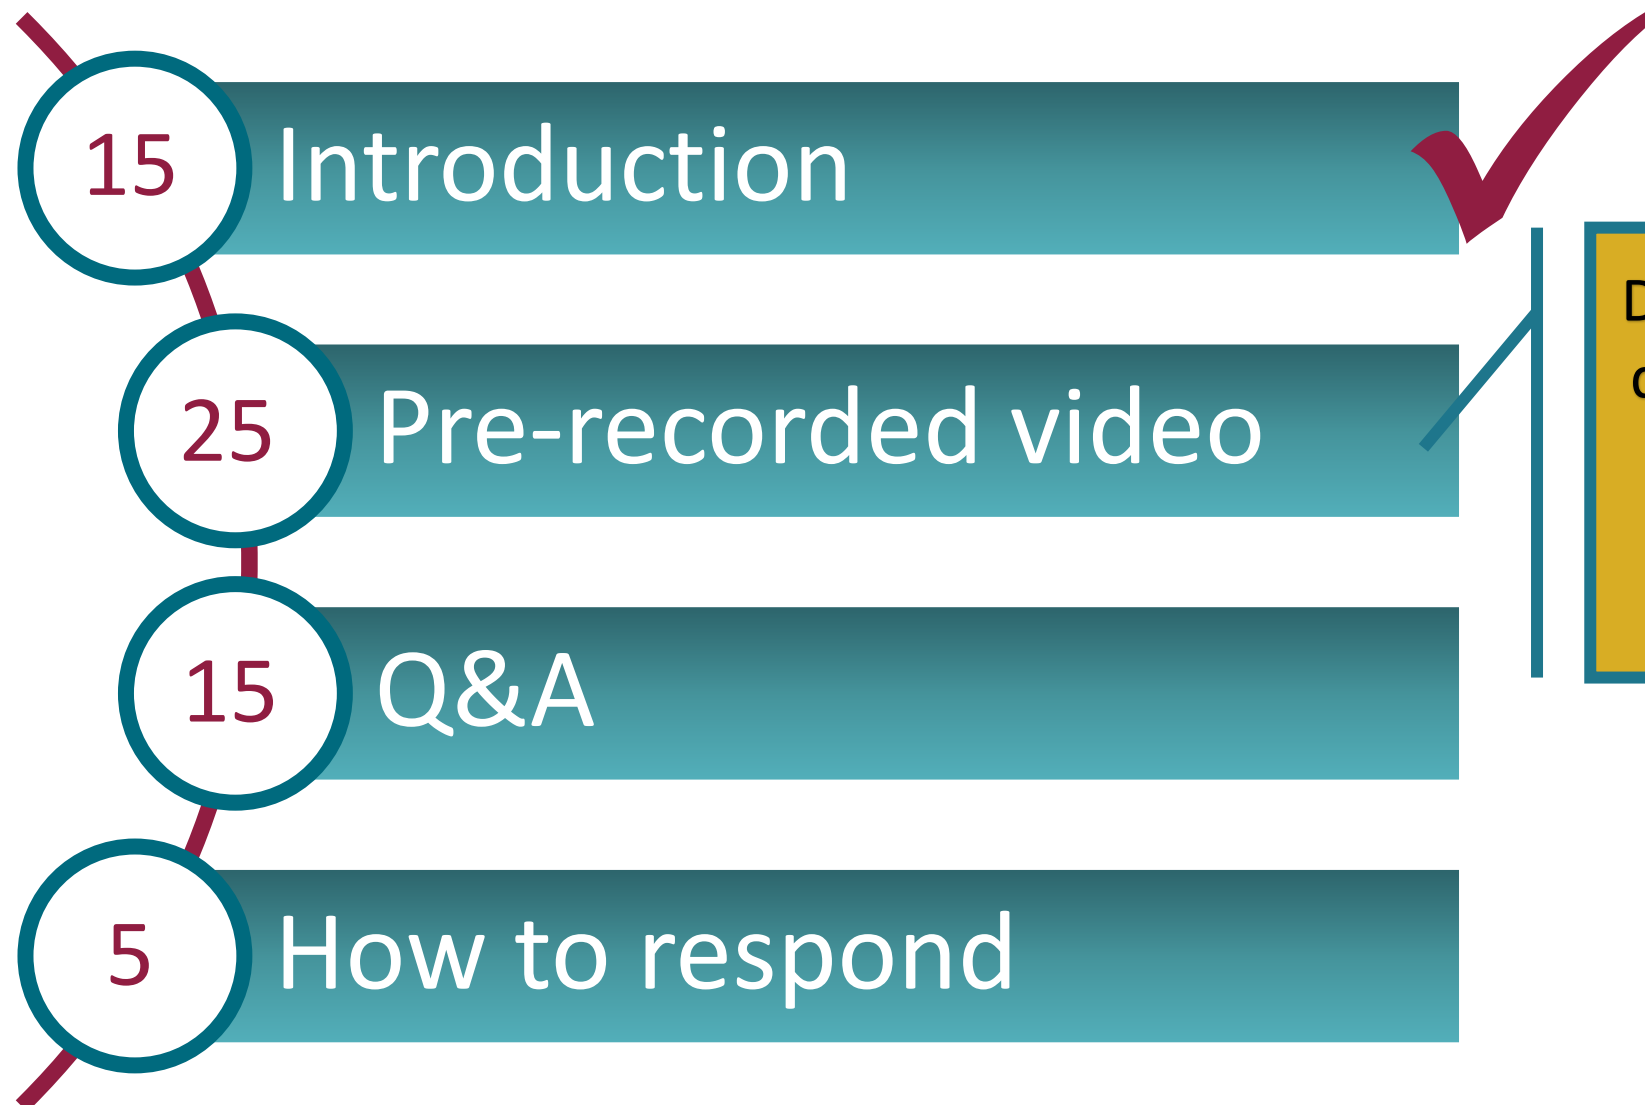 15
Introduction
25
Pre-recorded video
15
Q&A
5
How to respond